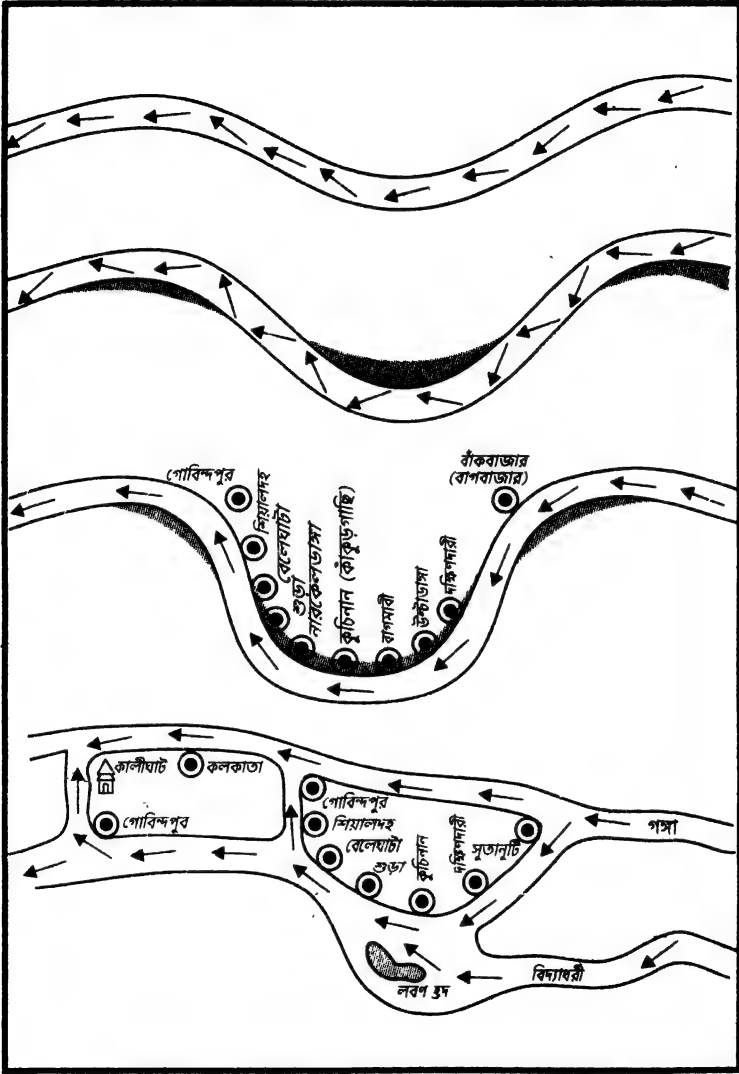 গোবিন্দপুর
শিয়ালদহ
বেলেঘাটা
শুড়া
নারকেলডাঙ্গা
কুচিনান (কাঁকুড়গাছি)
বাগমারী
উল্টাডাঙ্গা
দক্ষিণদারী
বাঁকবাজার
(বাগবাজার)
কালীঘাট
কলকাতা
গোবিন্দপুর
গোবিন্দপুর
শিয়ালদহ
বেলেঘাটা
শুড়া
কুচিনান
দক্ষিণদারী
সুতানুটি
গঙ্গা
বিদ্যাধরী
লবণ হ্রদ